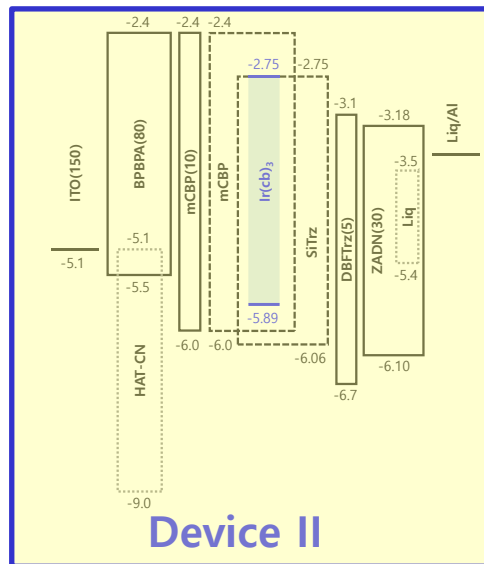 -2.4
-2.4
-2.4
-2.75
-2.75
-3.1
-3.18
Liq/Al
-3.5
ITO(150)
BPBPA(80)
mCBP(10)
mCBP
Ir(cb)₃
SiTrz
DBFTrz(5)
ZADN(30)
Liq
-5.1
-5.1
-5.4
-5.5
-5.89
-6.0
-6.0
-6.06
-6.10
-6.7
HAT-CN
-9.0
Device II